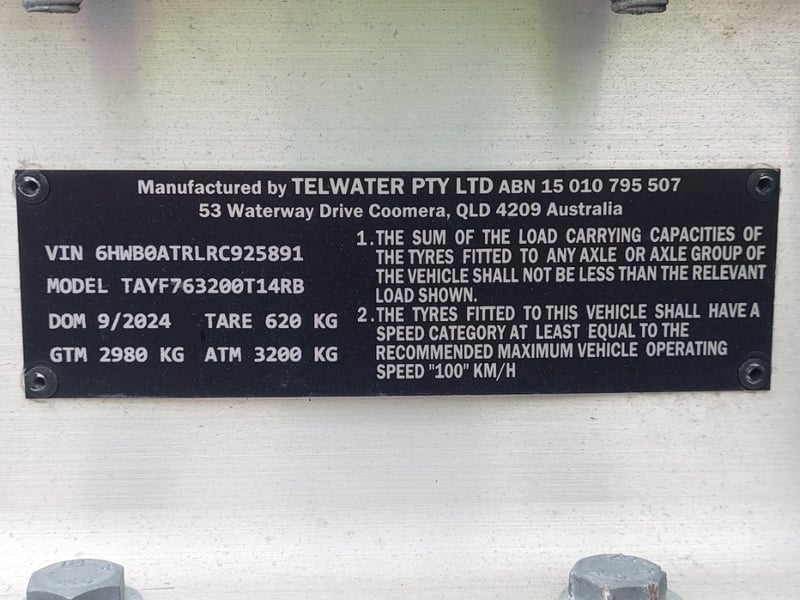 Manufactured by TELWATER PTY LTD ABN 15 010 795 507
53 Waterway Drive Coomera, QLD 4209 Australia
VIN 6HWB0ATRLRC925891
MODEL TAYF763200T14RB
DOM 9/2024 TARE 620 KG
GTM 2980 KG ATM 3200 KG
1. THE SUM OF THE LOAD CARRYING CAPACITIES OF
THE TYRES FITTED TO ANY AXLE OR AXLE GROUP OF
THE VEHICLE SHALL NOT BE LESS THAN THE RELEVANT
LOAD SHOWN.
2. THE TYRES FITTED TO THIS VEHICLE SHALL HAVE A
SPEED CATEGORY AT LEAST EQUAL TO THE
RECOMMENDED MAXIMUM VEHICLE OPERATING
SPEED "100" KM/H